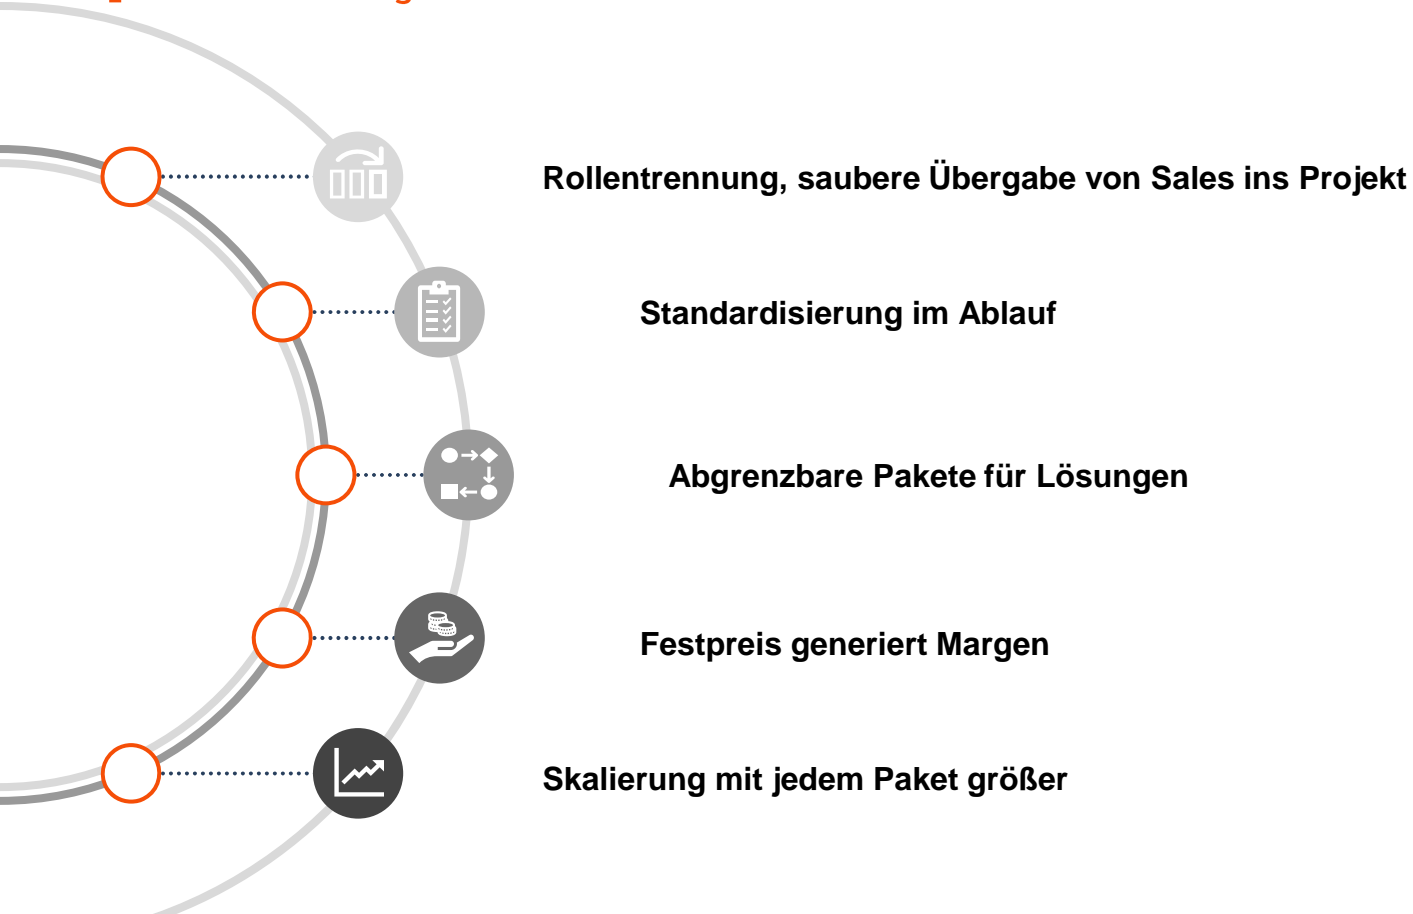 Rollentrennung, saubere Übergabe von Sales ins Projekt
Standardisierung im Ablauf
Abgrenzbare Pakete für Lösungen
Festpreis generiert Margen
Skalierung mit jedem Paket größer